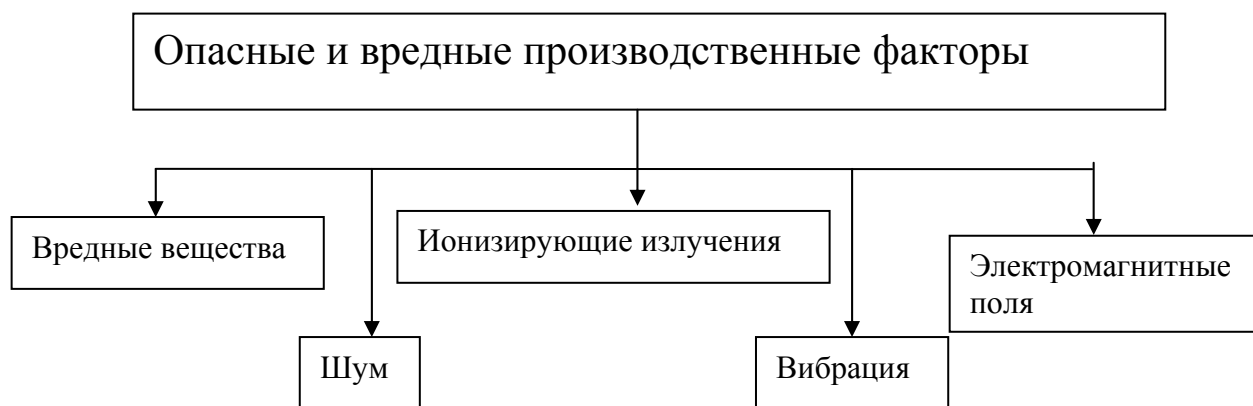 Опасные и вредные производственные факторы
Вредные вещества
Ионизирующие излучения
Электромагнитные
поля
Шум
Вибрация